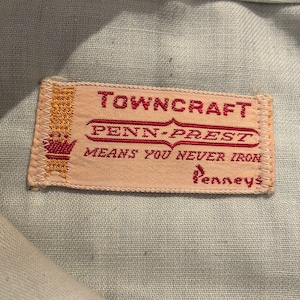 TOWNCRAFT
PENN-PREST
MEANS YOU NEVER IRON
Penneys